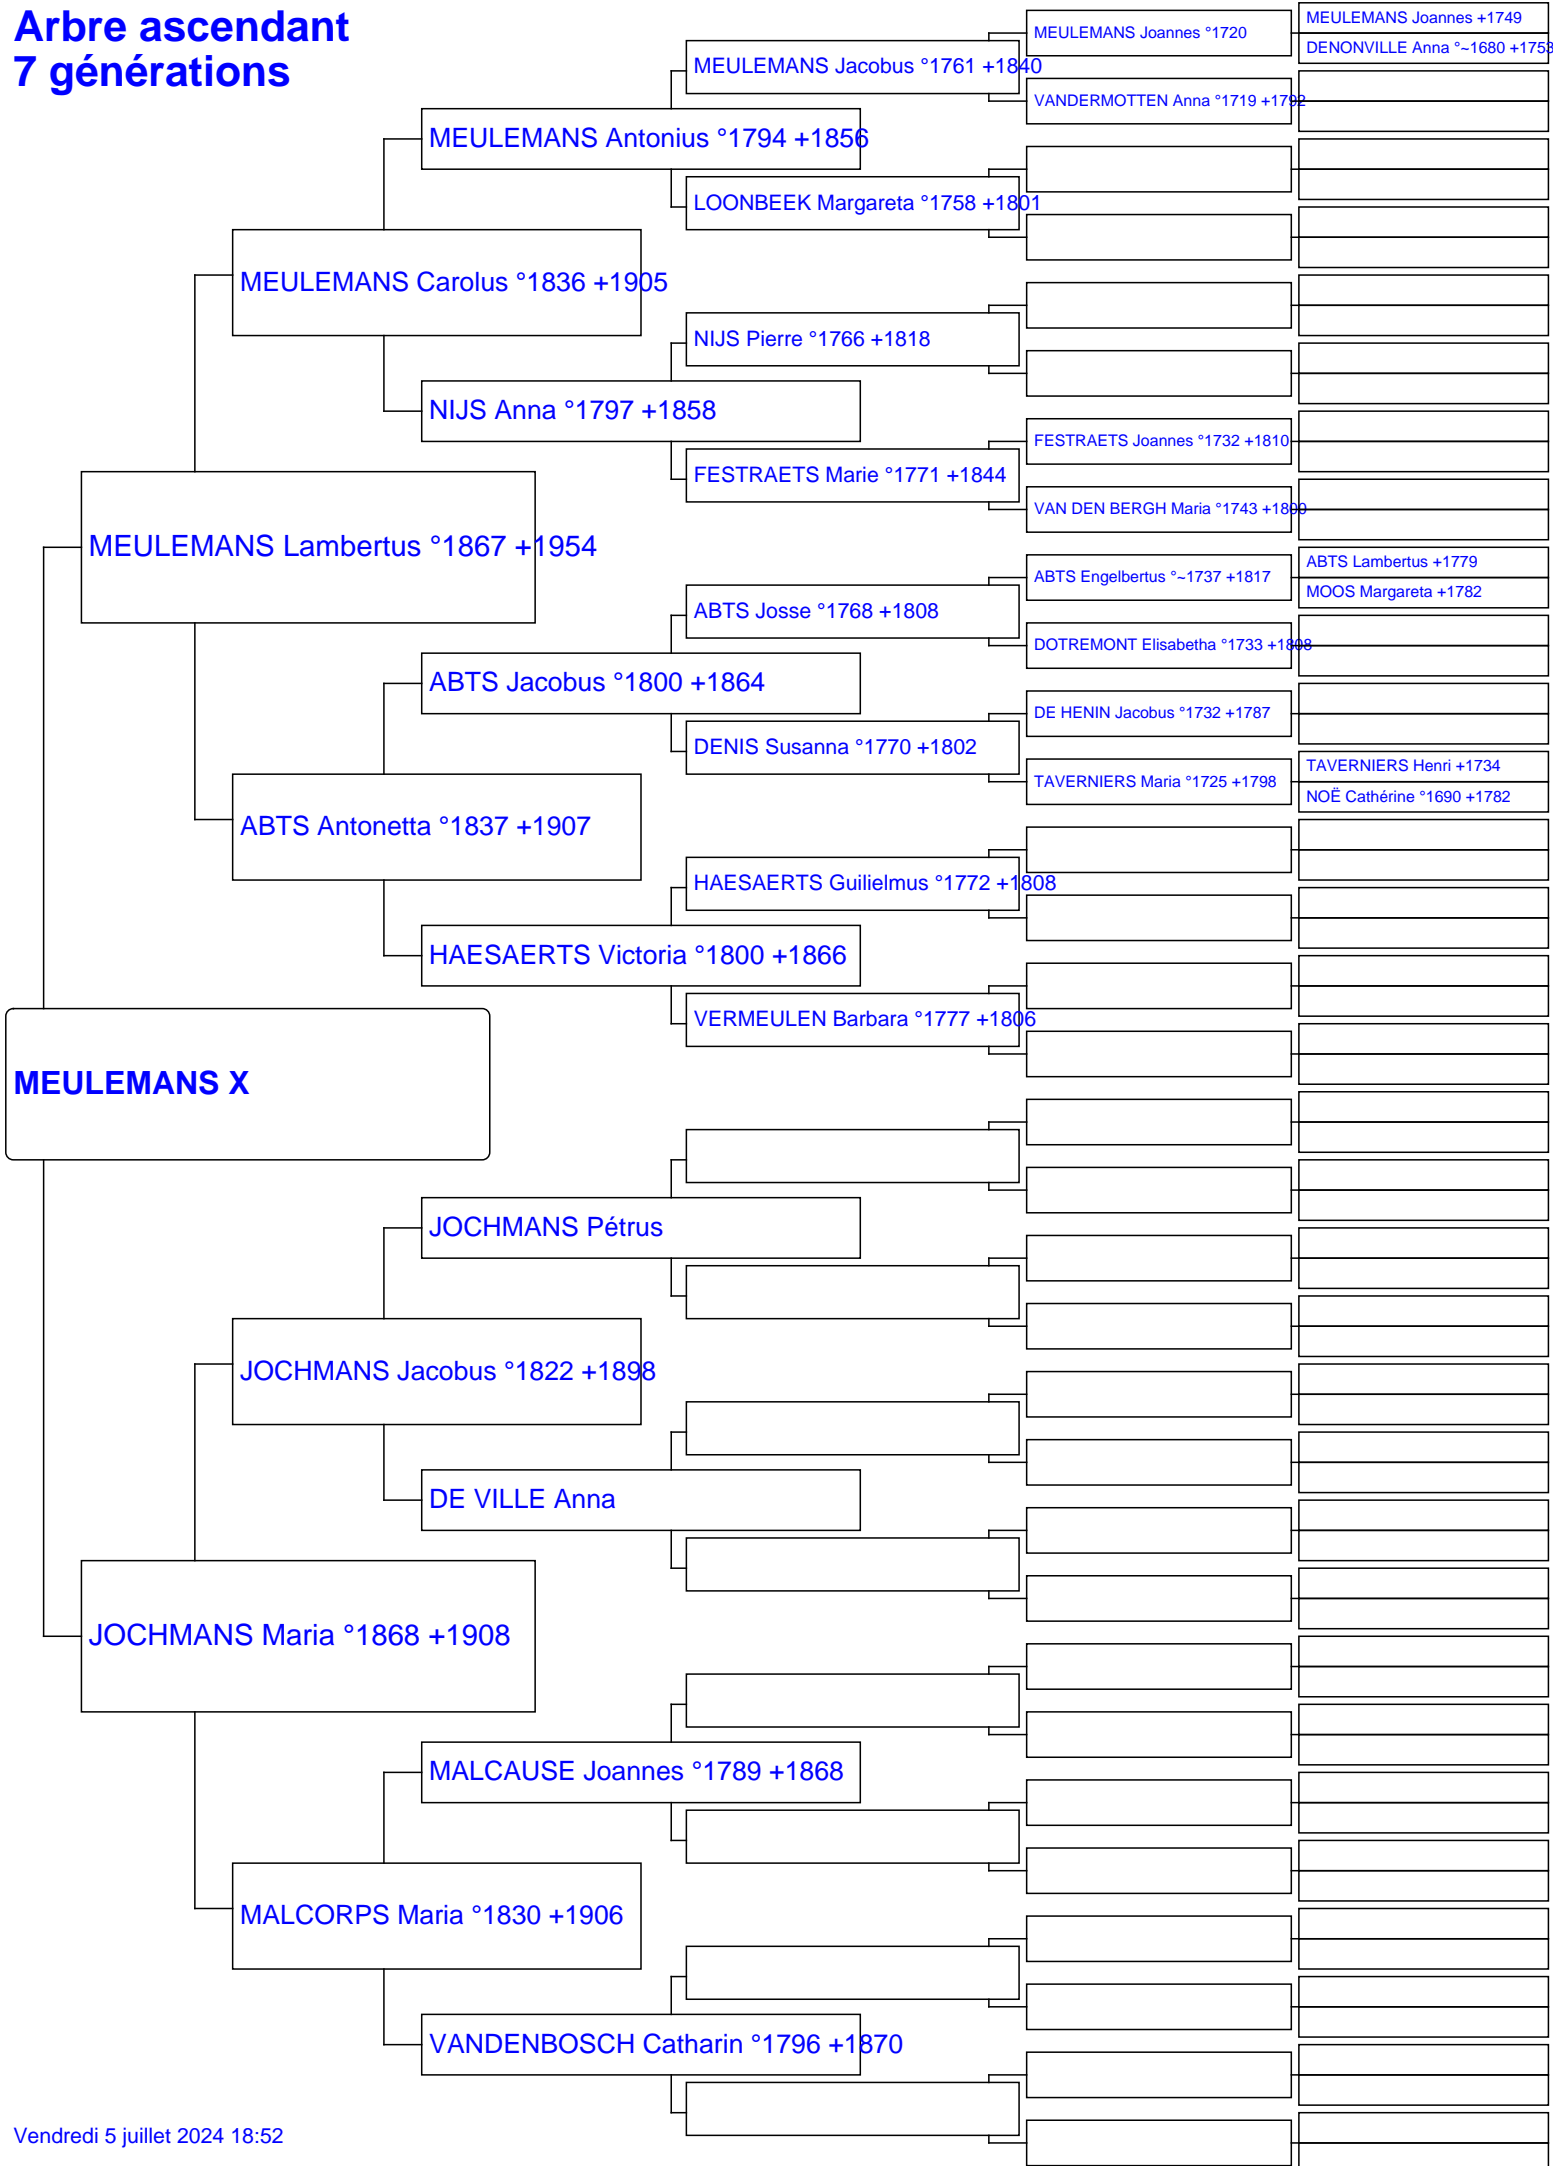 Arbre ascendant
7 générations
MEULEMANS X
MEULEMANS Lambertus °1867 +1954
JOCHMANS Maria °1868 +1908
MEULEMANS Carolus °1836 +1905
ABTS Antonetta °1837 +1907
JOCHMANS Jacobus °1822 +1898
MALCORPS Maria °1830 +1906
MEULEMANS Antonius °1794 +1856
NIJS Anna °1797 +1858
ABTS Jacobus °1800 +1864
HAESAERTS Victoria °1800 +1866
JOCHMANS Pétrus
DE VILLE Anna
MALCAUSE Joannes °1789 +1868
VANDENBOSCH Catharin °1796 +1870
MEULEMANS Jacobus °1761 +1840
LOONBEEK Margareta °1758 +1801
NIJS Pierre °1766 +1818
FESTRAETS Marie °1771 +1844
ABTS Josse °1768 +1808
DENIS Susanna °1770 +1802
HAESAERTS Guilielmus °1772 +1808
VERMEULEN Barbara °1777 +1806
MEULEMANS Joannes °1720
VANDERMOTTEN Anna °1719 +1792
FESTRAETS Joannes °1732 +1810
VAN DEN BERGH Maria °1743 +1800
ABTS Engelbertus °~1737 +1817
DOTREMONT Elisabetha °1733 +1808
DE HENIN Jacobus °1732 +1787
TAVERNIERS Maria °1725 +1798
MEULEMANS Joannes +1749
DENONVILLE Anna °~1680 +1753
ABTS Lambertus +1779
MOOS Margareta +1782
TAVERNIERS Henri +1734
NOË Cathérine °1690 +1782
Vendredi 5 juillet 2024 18:52